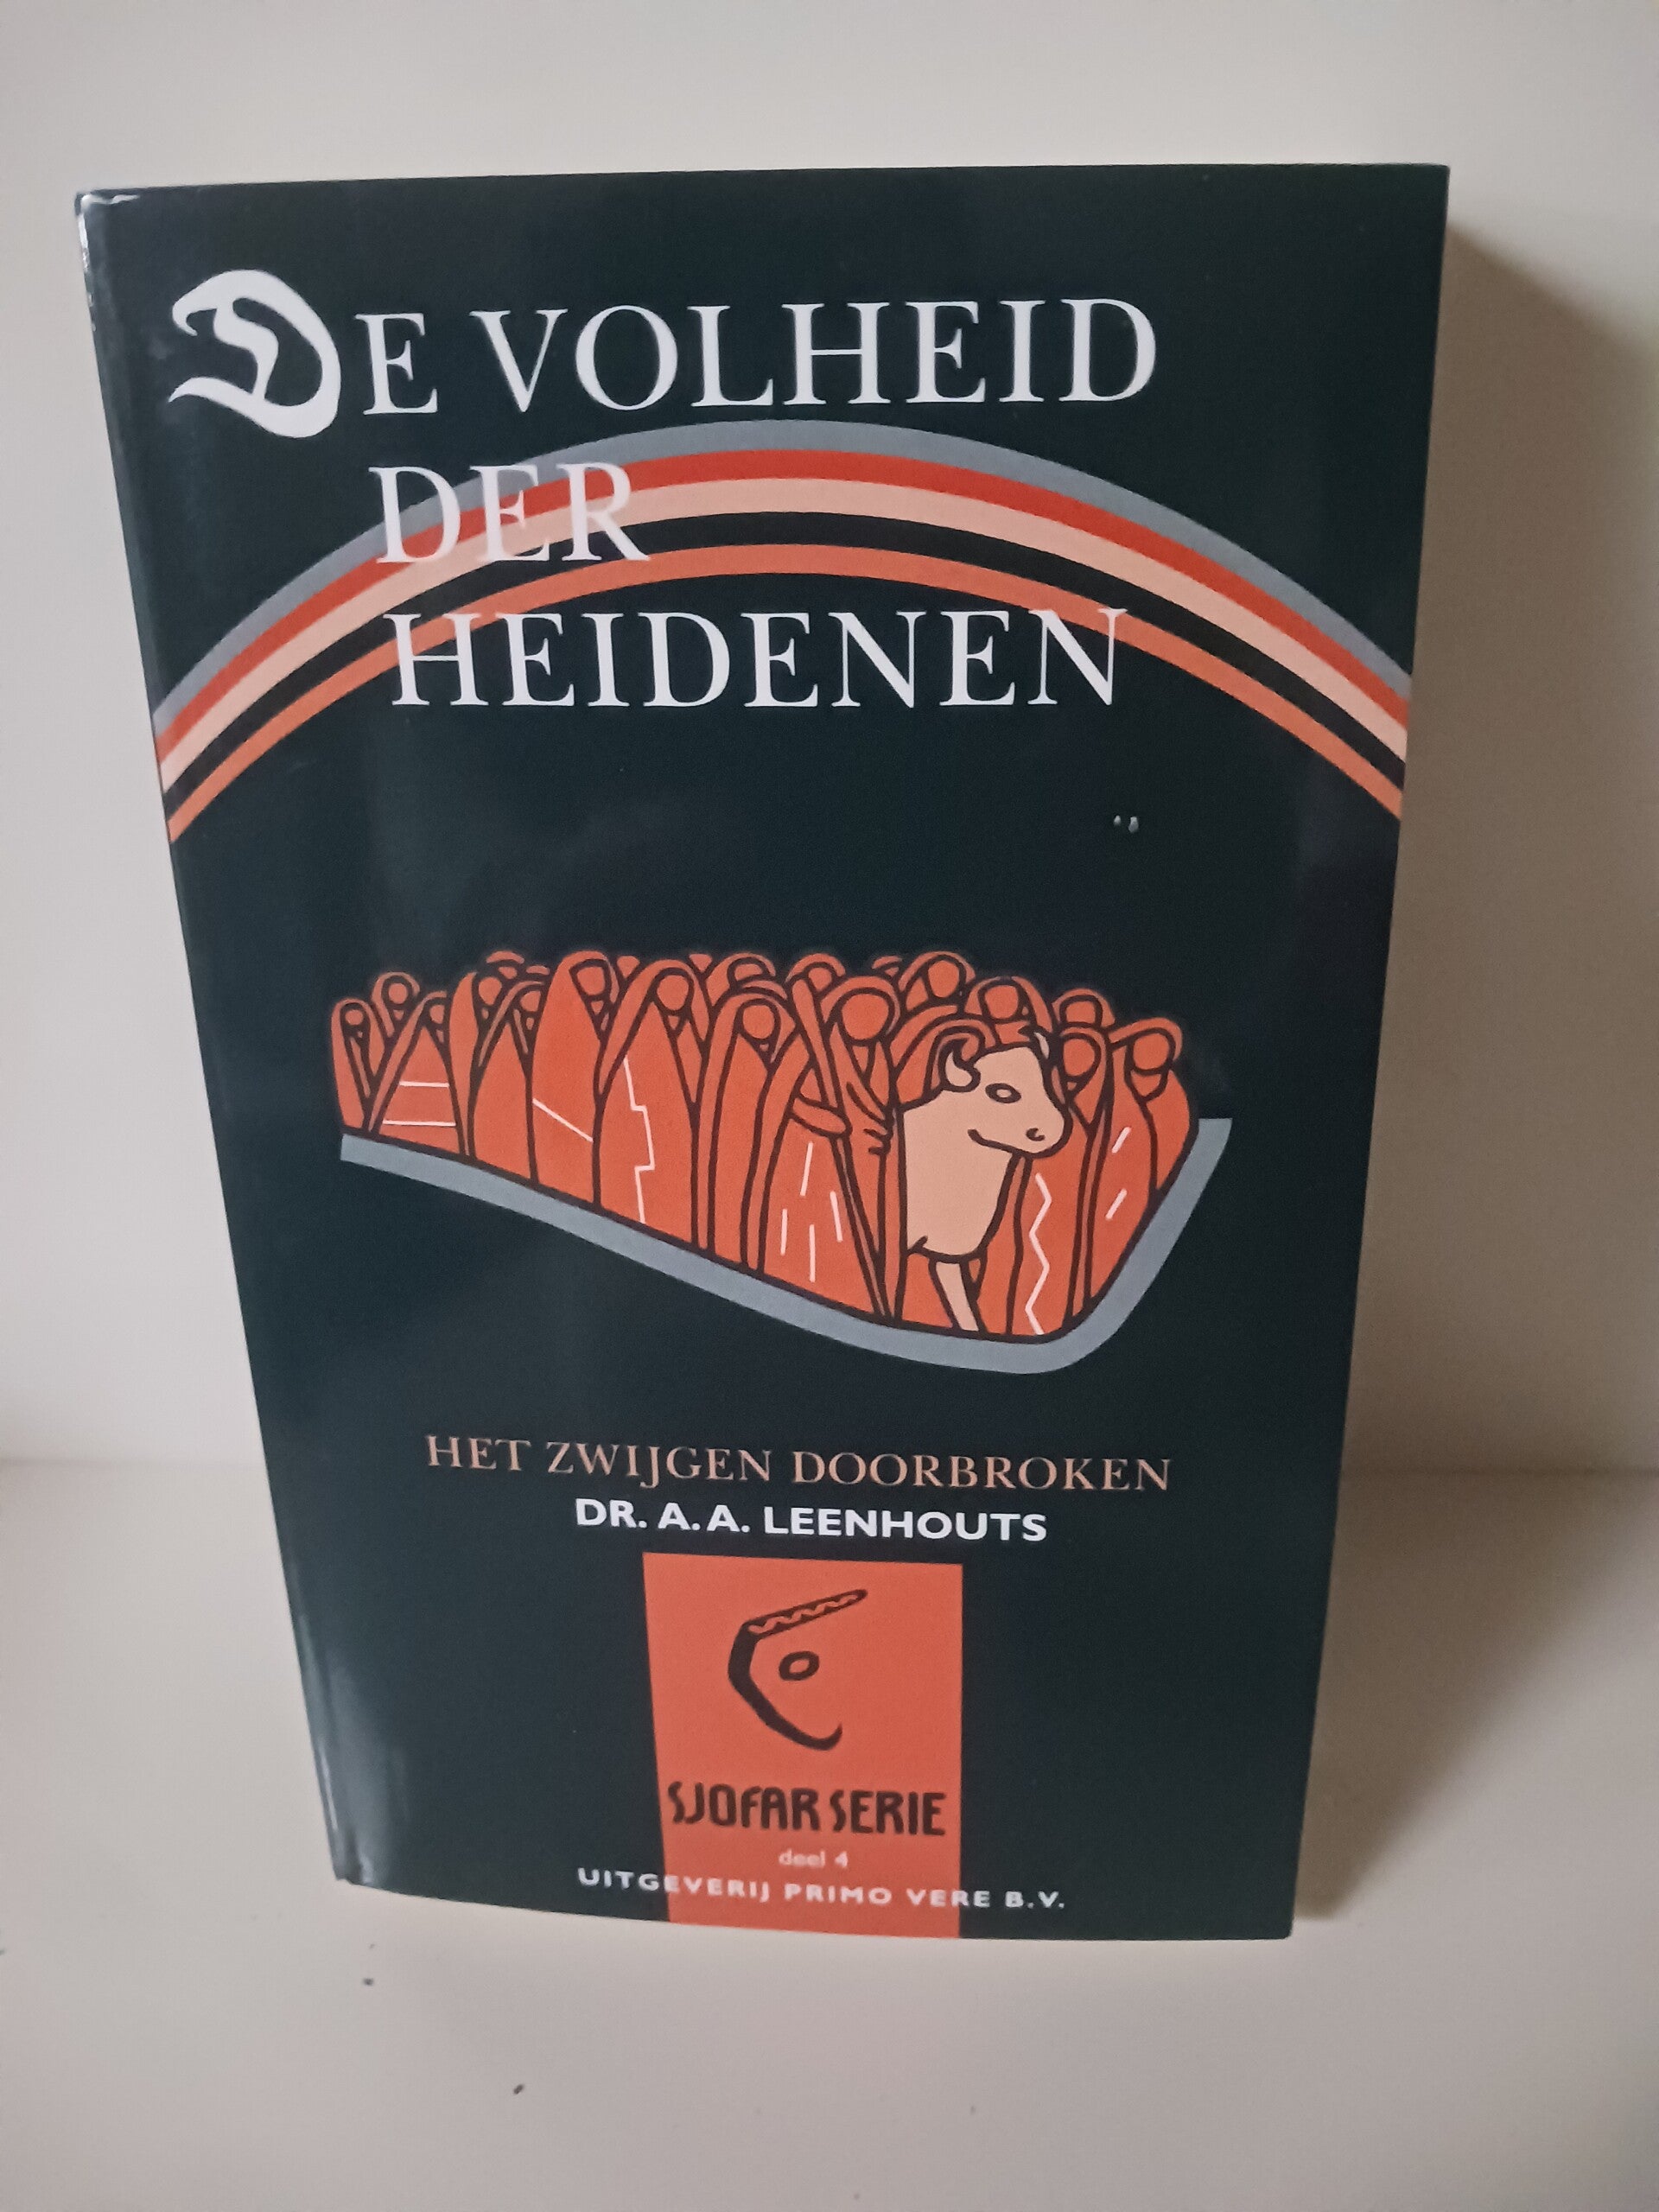 DE VOLHEID
DER
HEIDENEN
HET ZWIJGEN DOORBROKEN
DR. A. A. LEENHOUTS
SJOFAR SERIE
deel 4
UITGEVERIJ PRIMO VERE B.V.